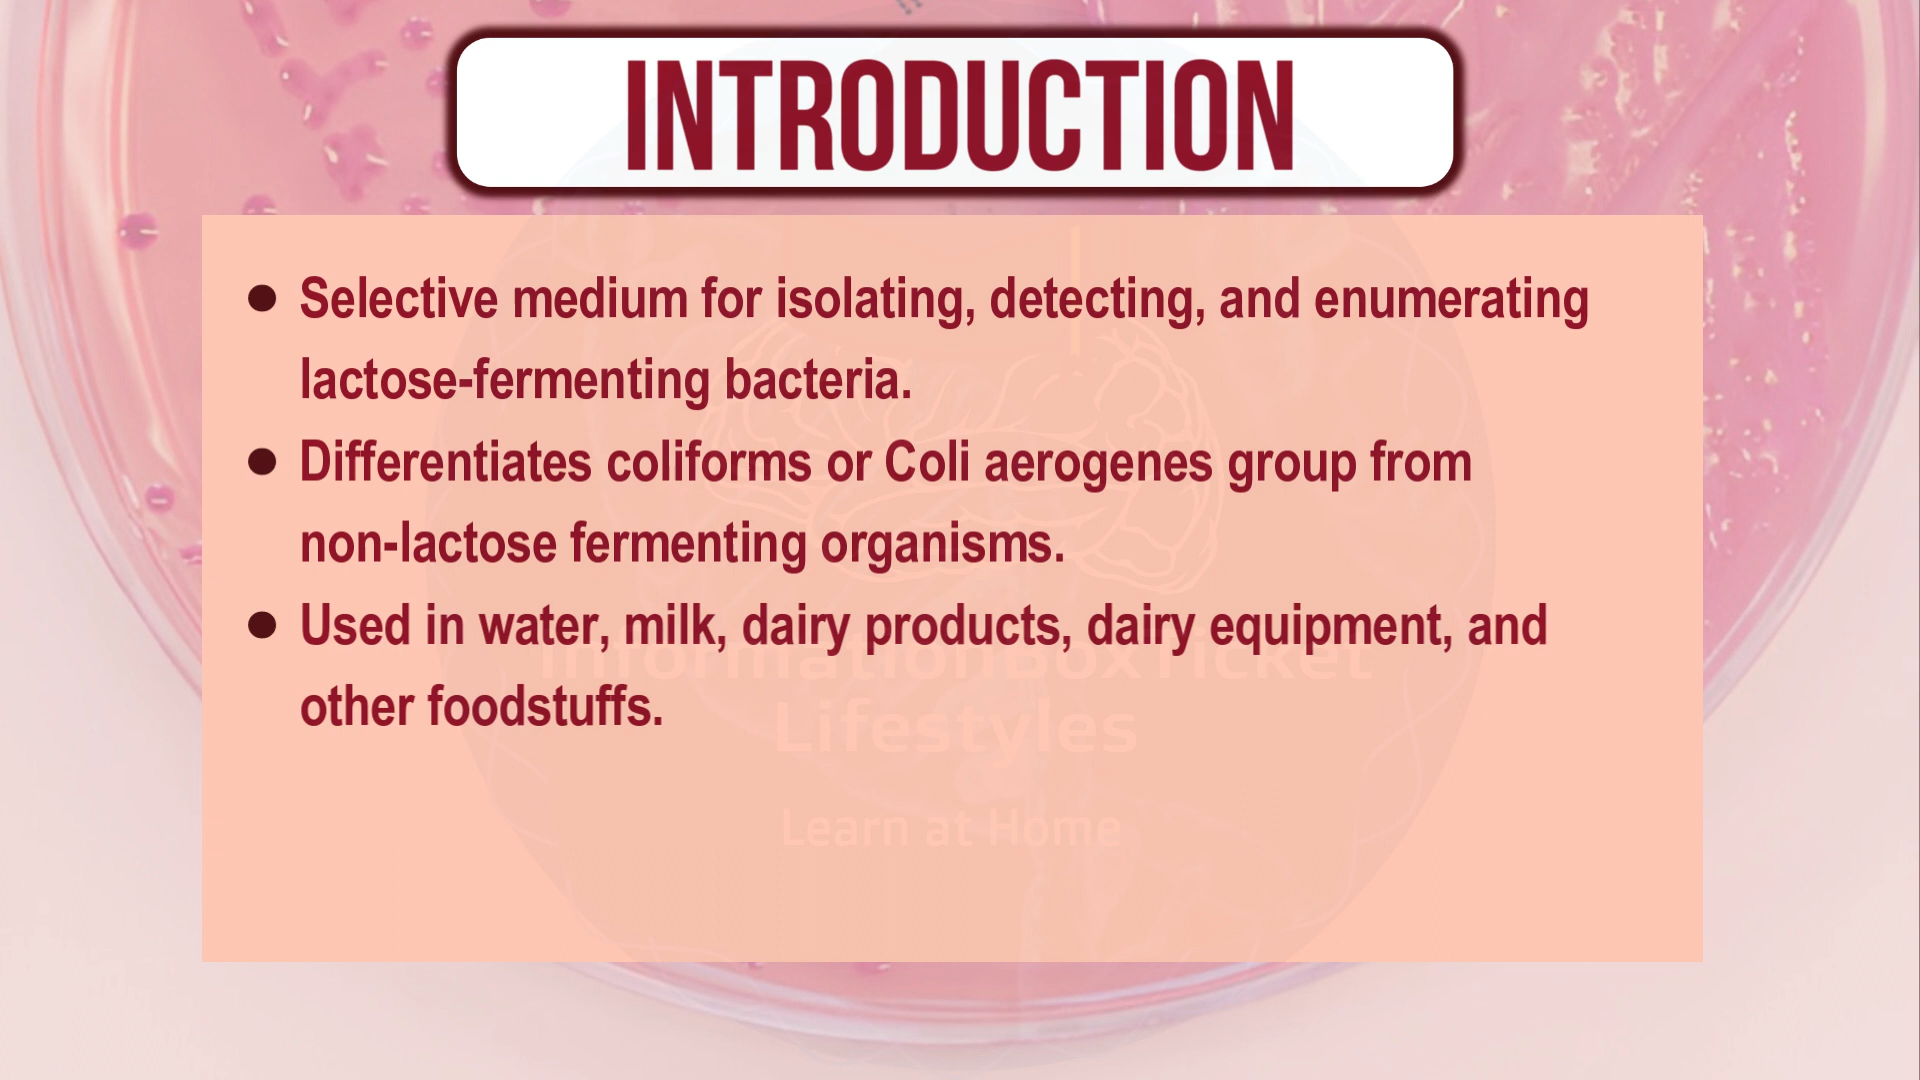 INTRODUCTION
● Selective medium for isolating, detecting, and enumerating
lactose-fermenting bacteria.
● Differentiates coliforms or Coli aerogenes group from
non-lactose fermenting organisms.
● Used in water, milk, dairy products, dairy equipment, and
InformationBoxTicket
other foodstuffs.
Lifestyles
Learn at Home